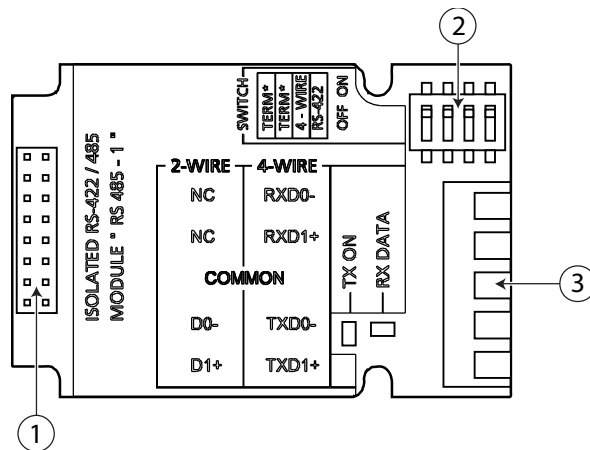 2
SWITCH
TERM*
TERM*
4 - WIRE
RS-422
OFF ON
ISOLATED RS-422 / 485
MODULE " RS 485 - 1 "
2-WIRE 4-WIRE
NC RXD0-
NC RXD1+
COMMON
D0- TXD0-
D1+ TXD1+
TX ON
RX DATA
3
1